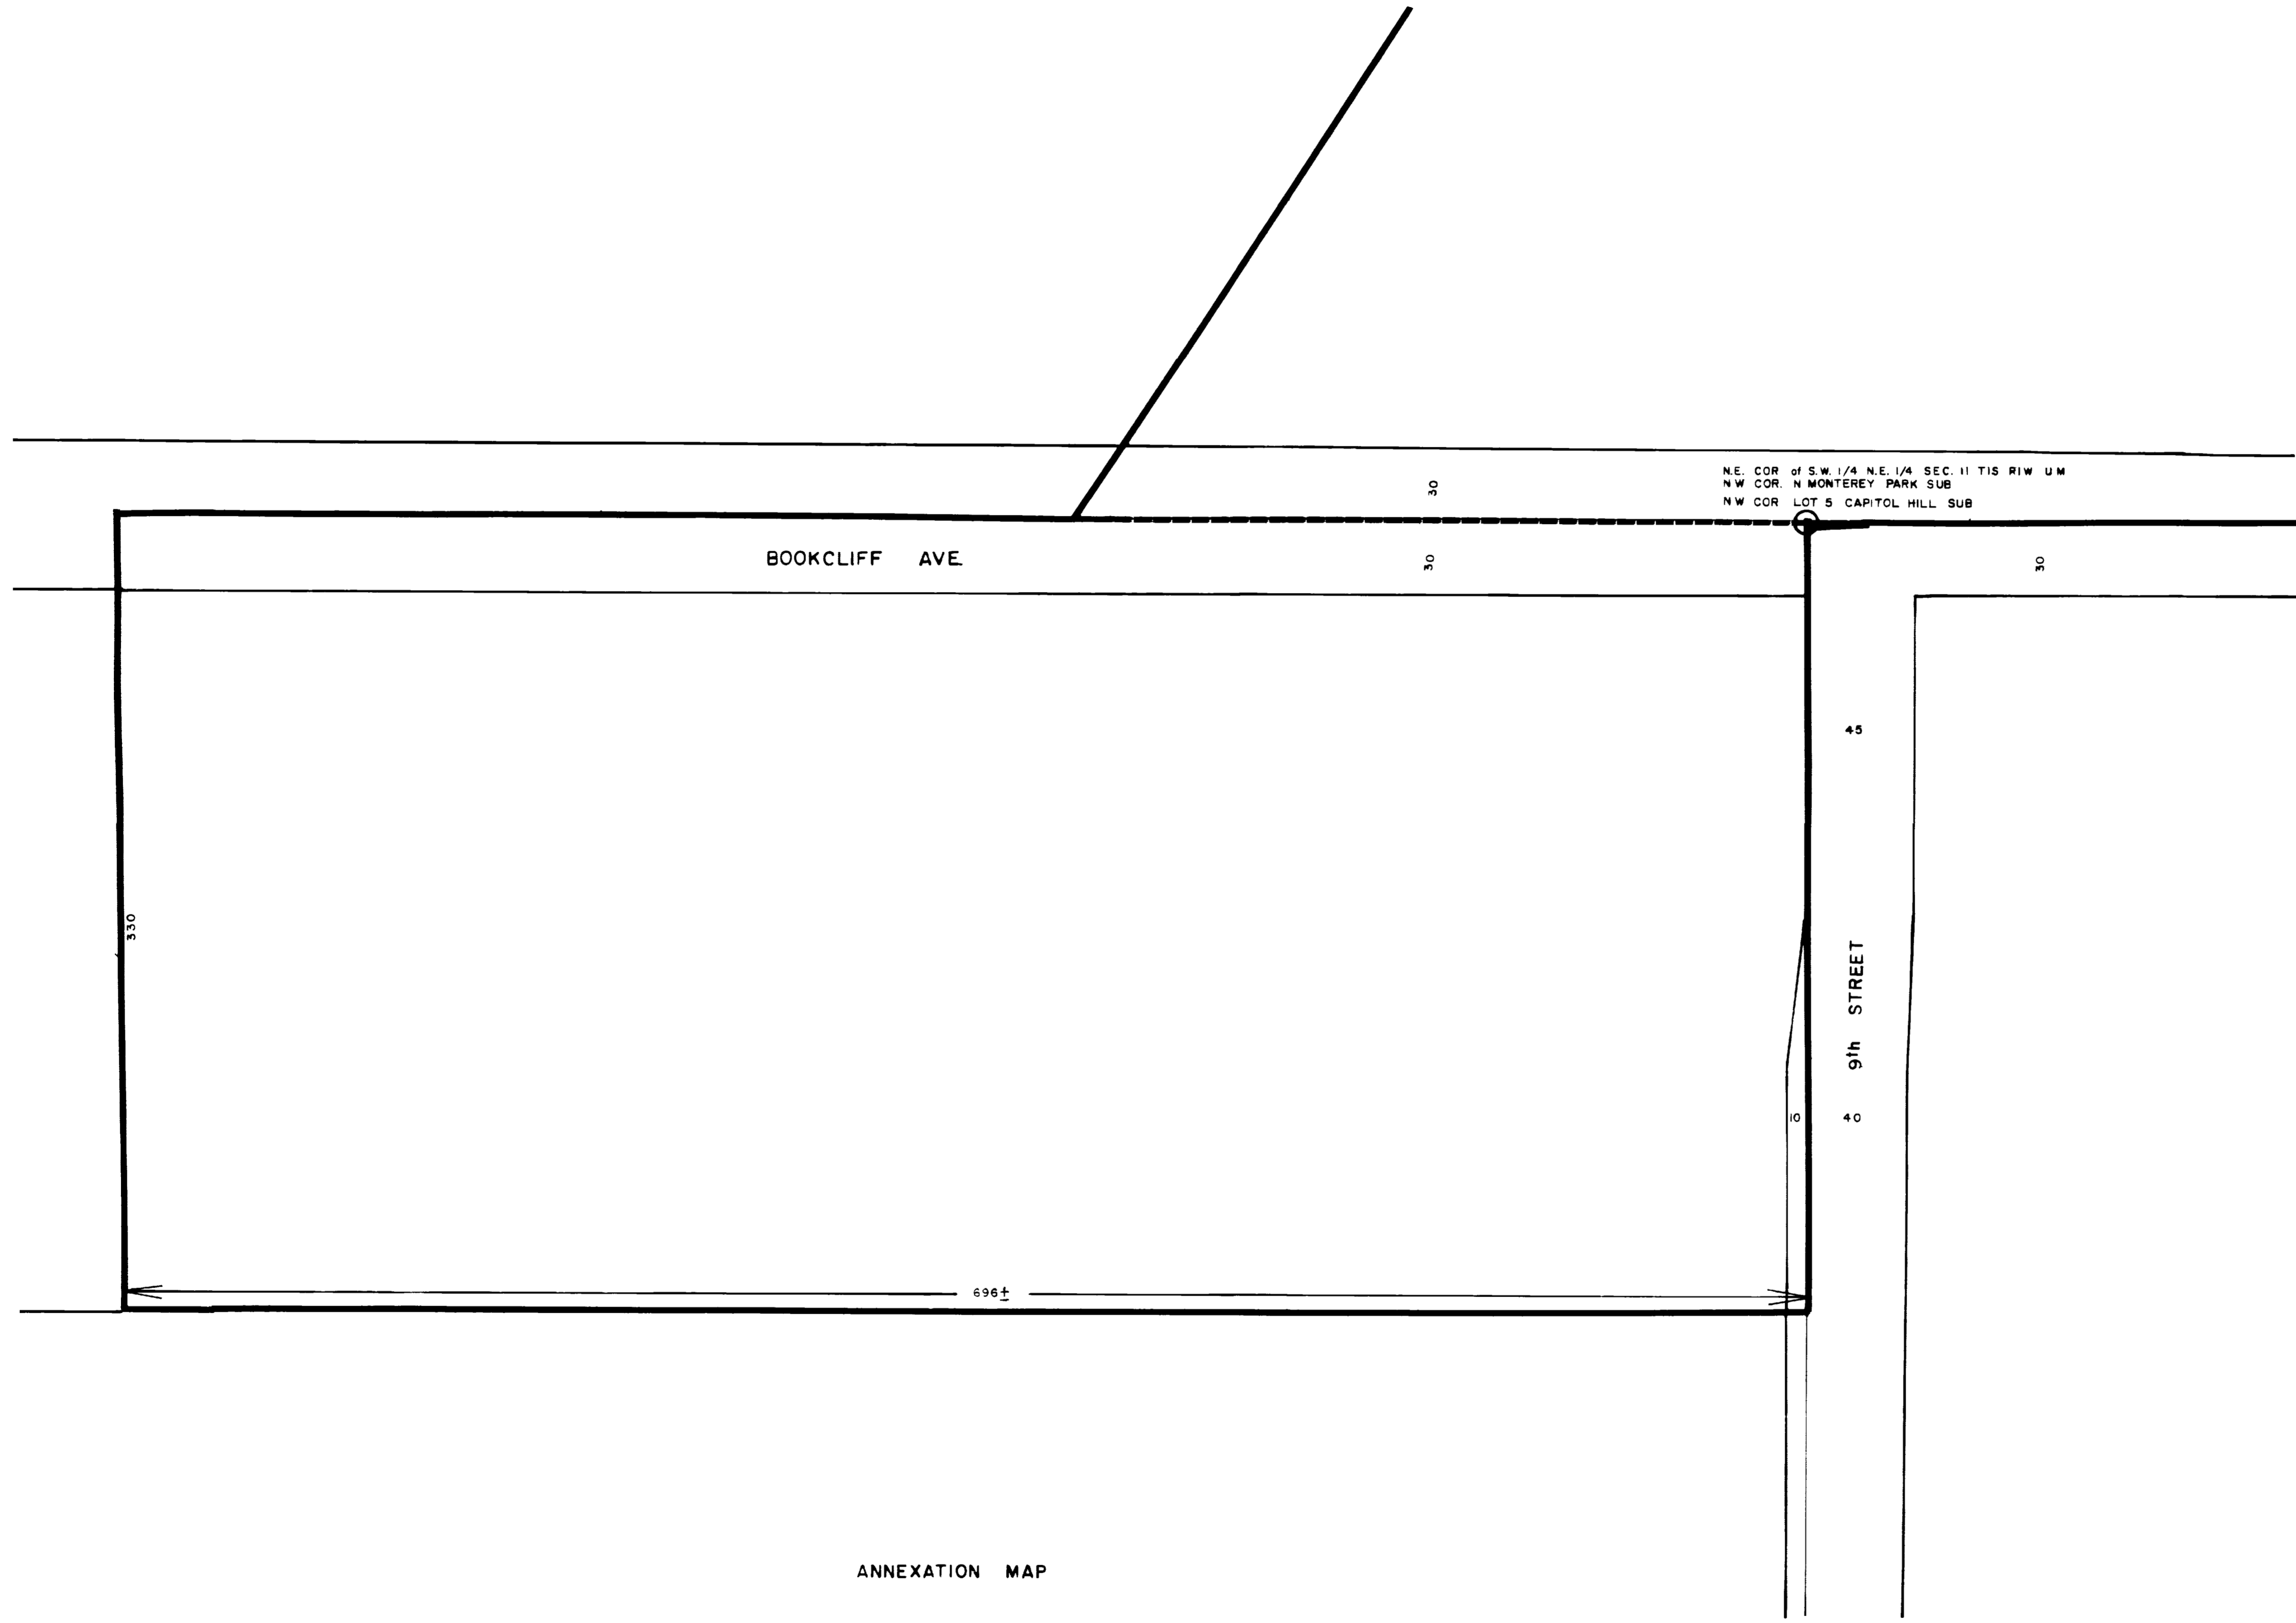 N.E. COR of S.W. 1/4 N.E. 1/4 SEC. 11 T1S R1W U M
N W COR. N MONTEREY PARK SUB
N W COR LOT 5 CAPITOL HILL SUB
30
BOOKCLIFF AVE
30
30
45
330
9th STREET
10
40
696±
ANNEXATION MAP